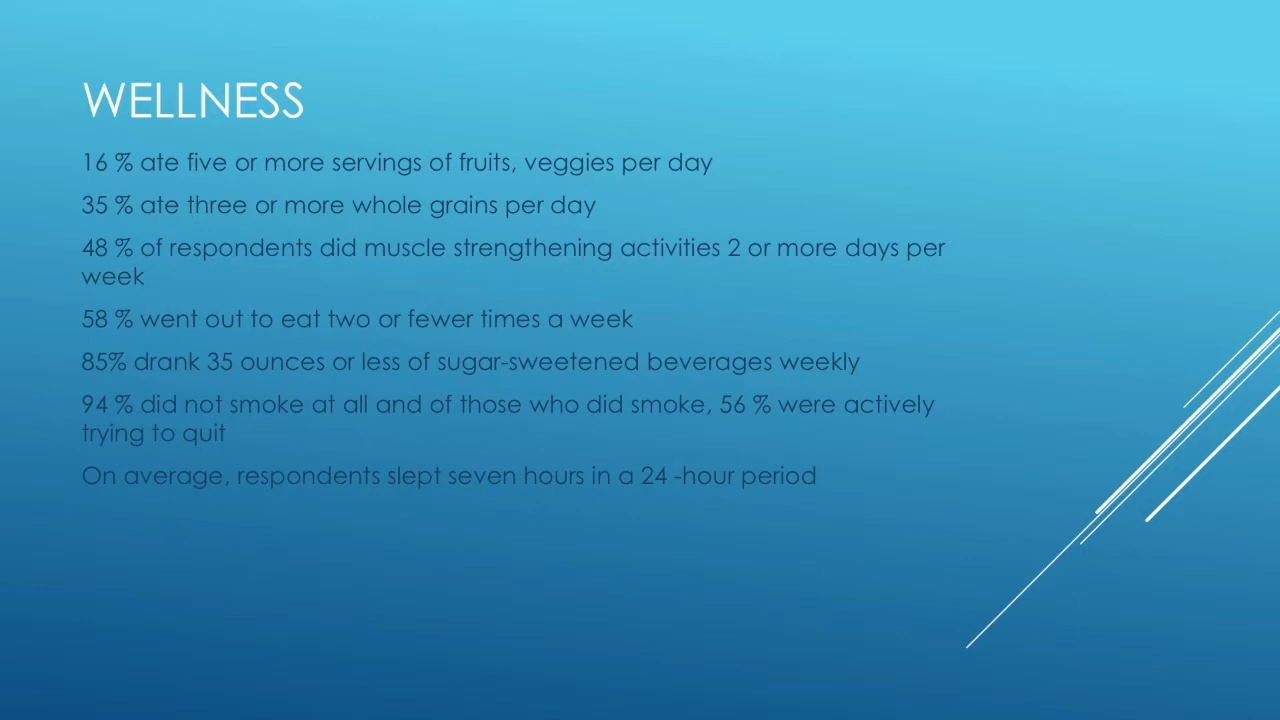 WELLNESS
16 % ate five or more servings of fruits, veggies per day
35 % ate three or more whole grains per day
48 % of respondents did muscle strengthening activities 2 or more days per
week
58 % went out to eat two or fewer times a week
85% drank 35 ounces or less of sugar-sweetened beverages weekly
94 % did not smoke at all and of those who did smoke, 56 % were actively
trying to quit
On average, respondents slept seven hours in a 24 -hour period